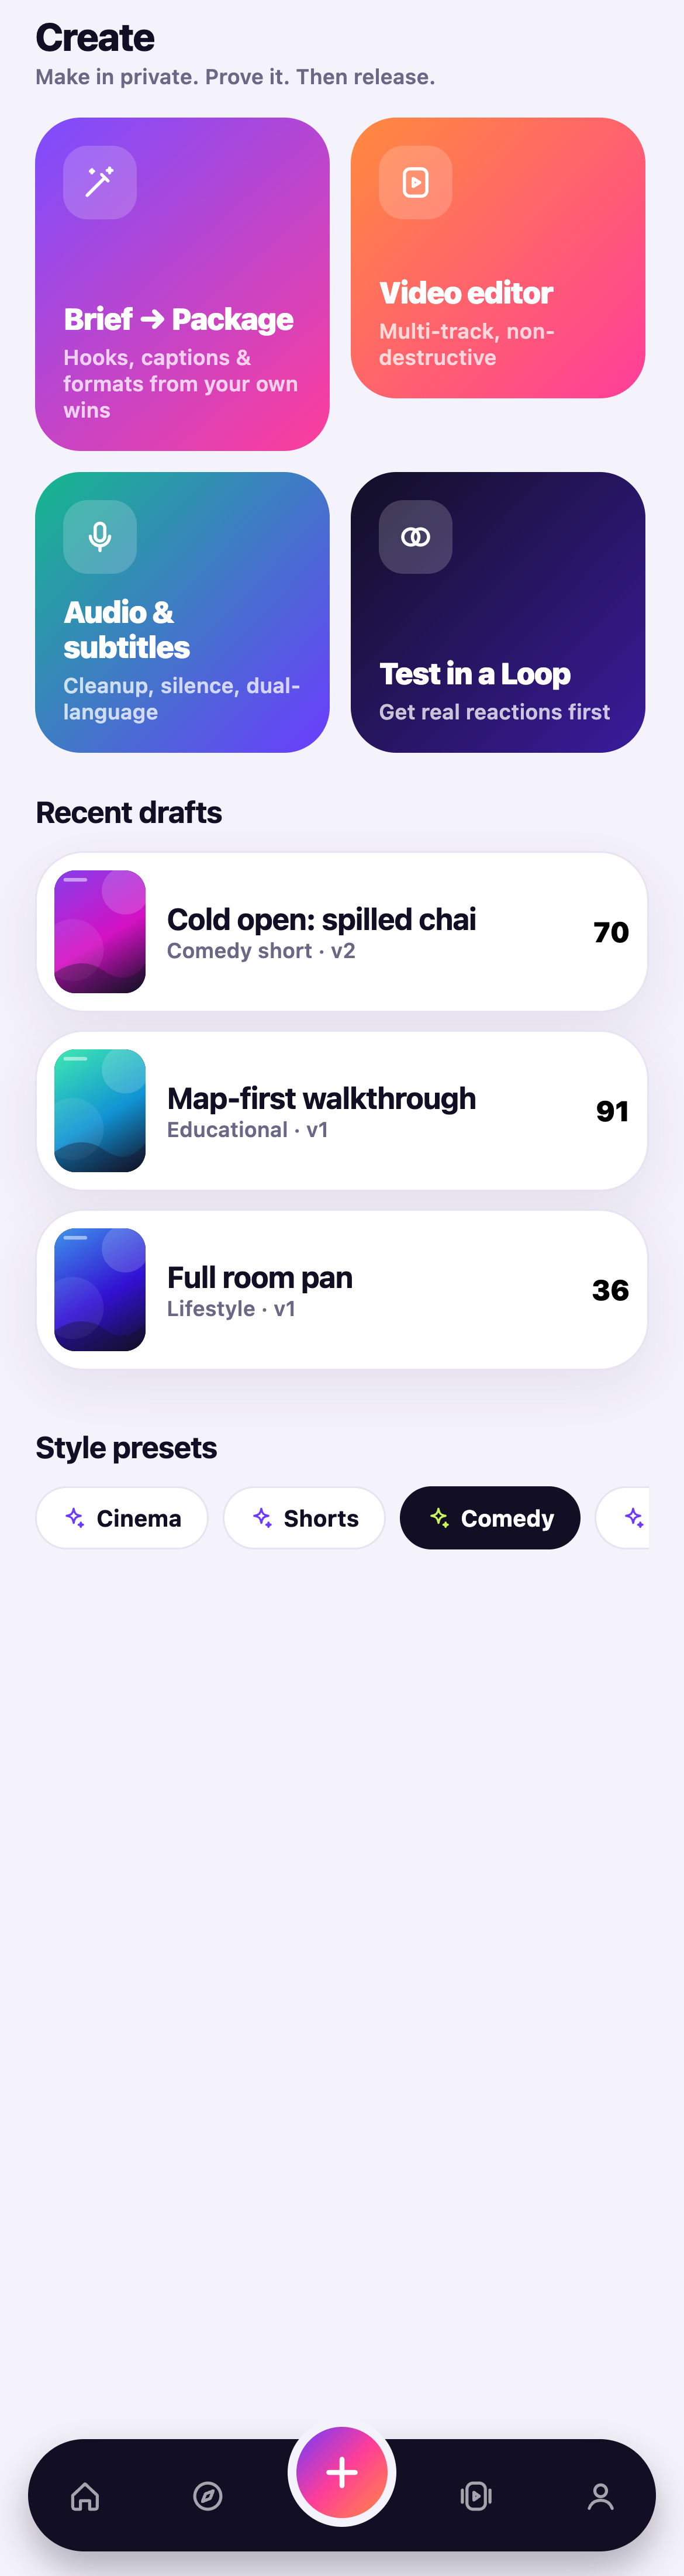 Create
Make in private. Prove it. Then release.
Brief → Package
Hooks, captions &
formats from your own
wins
Video editor
Multi-track, non-
destructive
Audio &
subtitles
Cleanup, silence, dual-
language
Test in a Loop
Get real reactions first
Recent drafts
Cold open: spilled chai
Comedy short · v2
70
Map-first walkthrough
Educational · v1
91
Full room pan
Lifestyle · v1
36
Style presets
Cinema
Shorts
Comedy